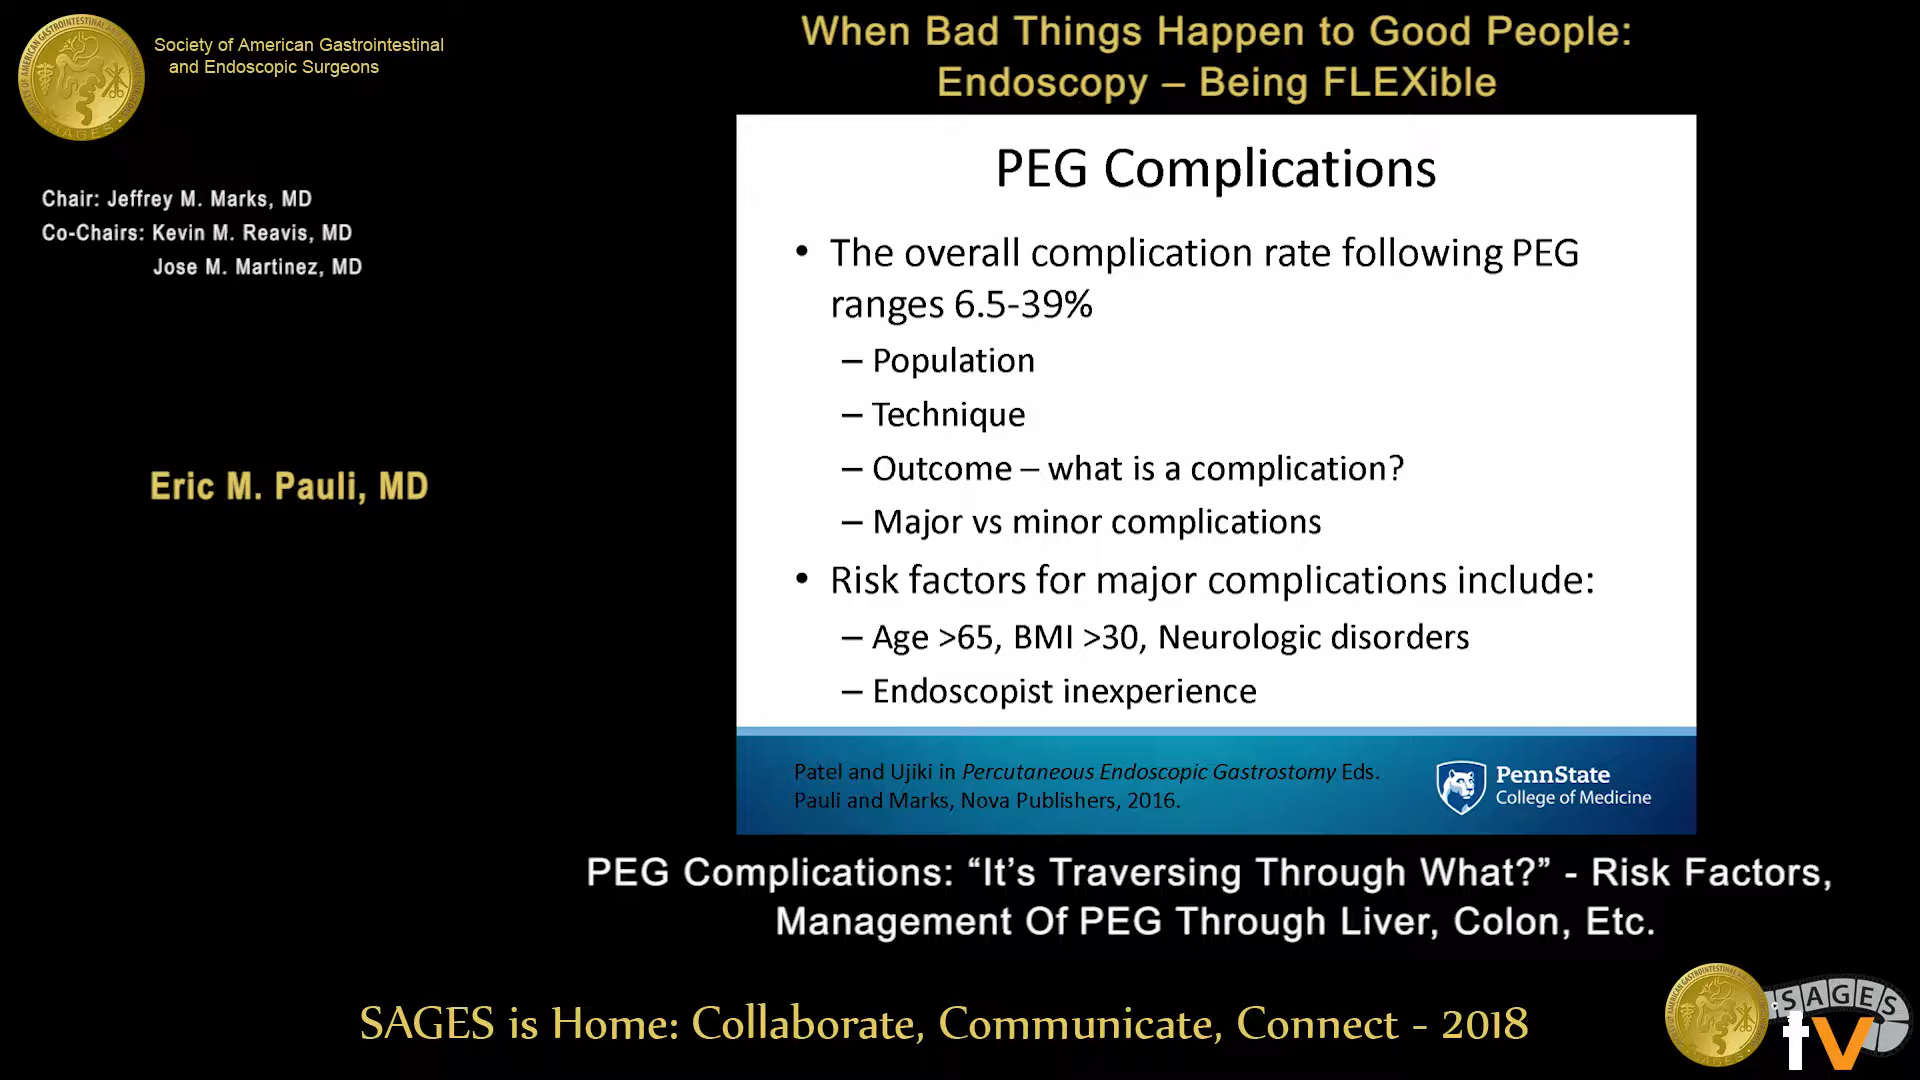 Society of American Gastrointestinal
and Endoscopic Surgeons
When Bad Things Happen to Good People:
Endoscopy – Being FLEXible
Chair: Jeffrey M. Marks, MD
Co-Chairs: Kevin M. Reavis, MD
Jose M. Martinez, MD
Eric M. Pauli, MD
PEG Complications
• The overall complication rate following PEG
ranges 6.5-39%
– Population
– Technique
– Outcome – what is a complication?
– Major vs minor complications
• Risk factors for major complications include:
– Age >65, BMI >30, Neurologic disorders
– Endoscopist inexperience
Patel and Ujiki in Percutaneous Endoscopic Gastrostomy Eds.
Pauli and Marks, Nova Publishers, 2016.
PennState
College of Medicine
PEG Complications: “It’s Traversing Through What?” - Risk Factors,
Management Of PEG Through Liver, Colon, Etc.
SAGES is Home: Collaborate, Communicate, Connect - 2018
SAGES
tv